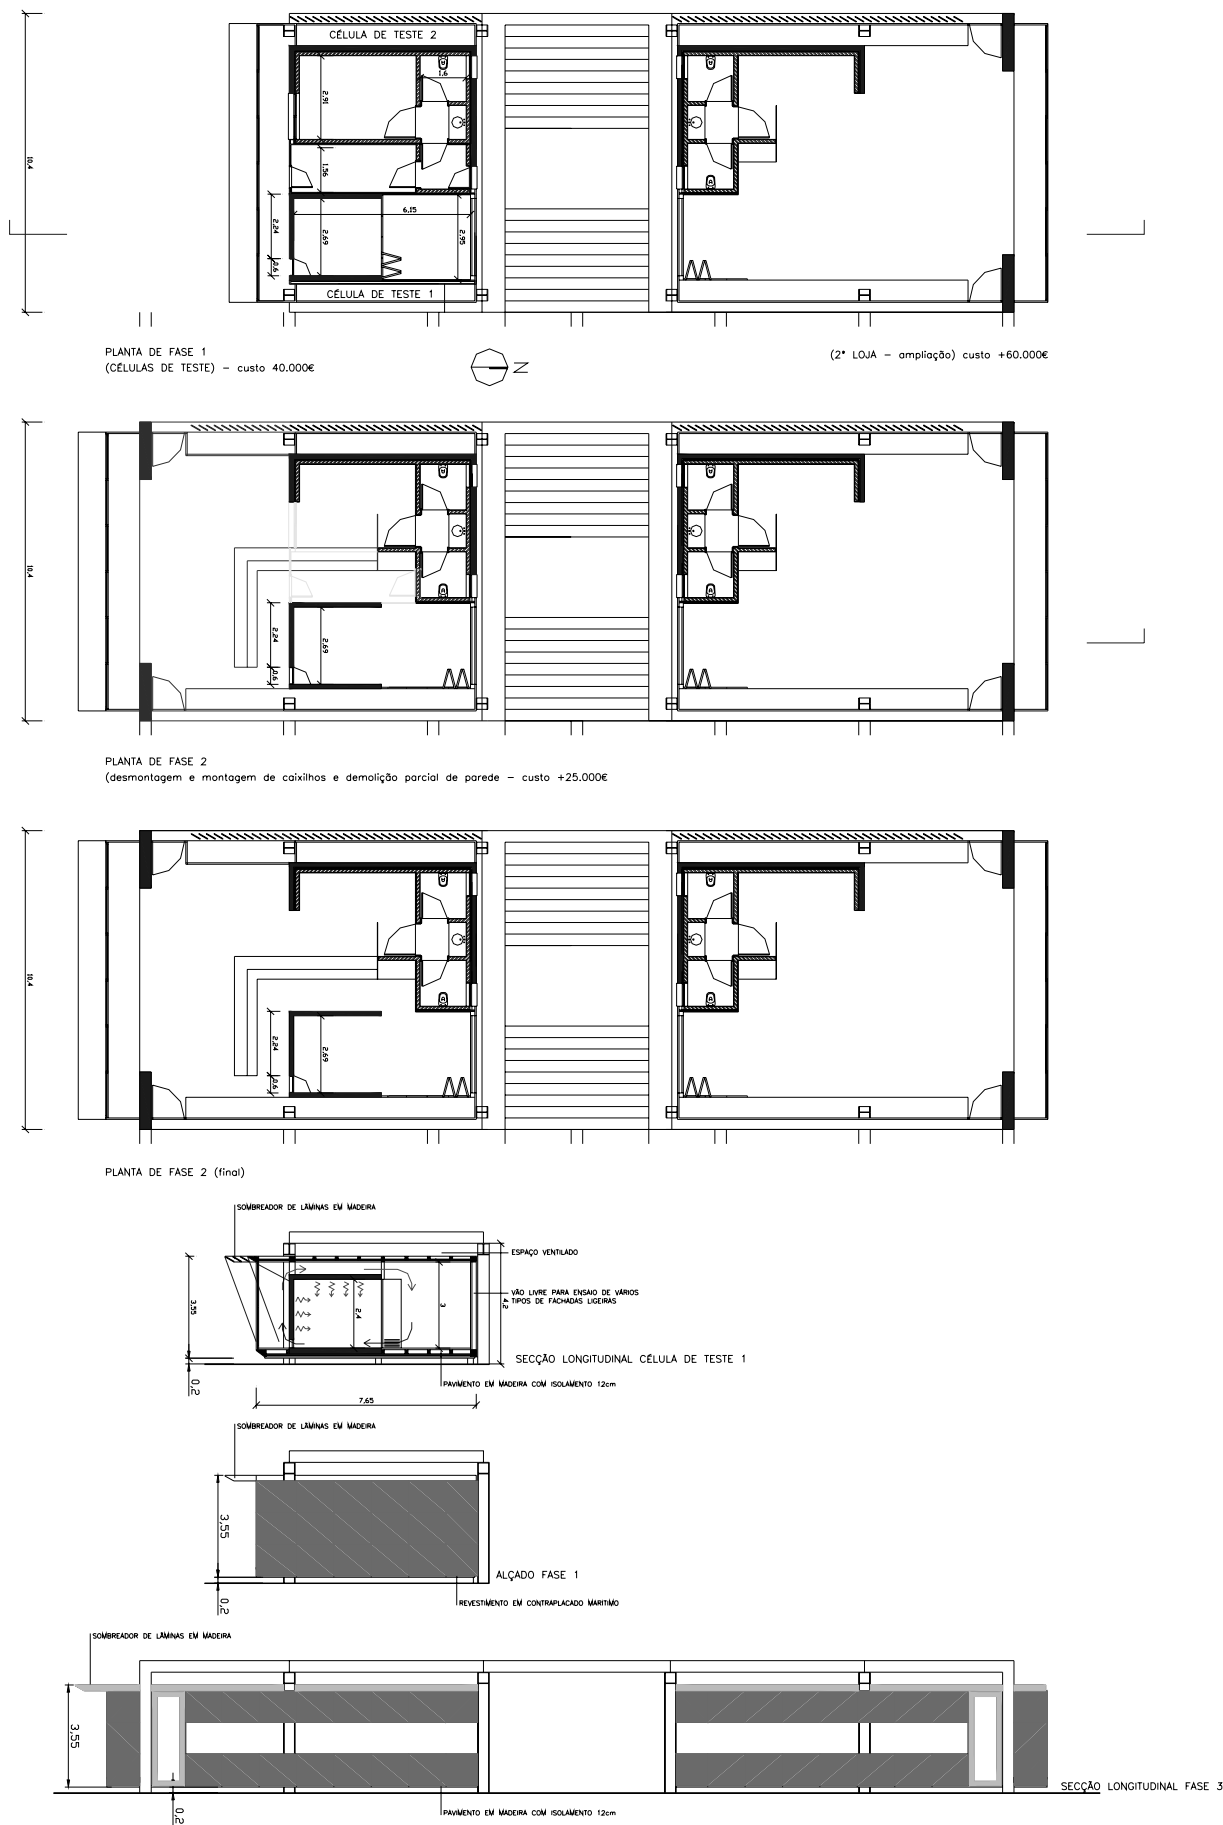 CÉLULA DE TESTE 2
1.6
2.91
10.4
1.56
6.15
2.24
2.69
2.95
0.6
CÉLULA DE TESTE 1
PLANTA DE FASE 1
(CÉLULAS DE TESTE) - custo 40.000€
N
(2ª LOJA - ampliação) custo +60.000€
10.4
2.24
2.69
0.6
PLANTA DE FASE 2
(desmontagem e montagem de caixilhos e demolição parcial de parede - custo +25.000€
10.4
2.24
2.69
0.6
PLANTA DE FASE 2 (final)
SOMBREADOR DE LÂMINAS EM MADEIRA
ESPAÇO VENTILADO
VÃO LIVRE PARA ENSAIO DE VÁRIOS
TIPOS DE FACHADAS LIGEIRAS
3.55
2.4
3
4.2
SECÇÃO LONGITUDINAL CÉLULA DE TESTE 1
0,2
PAVIMENTO EM MADEIRA COM ISOLAMENTO 12cm
7.65
SOMBREADOR DE LÂMINAS EM MADEIRA
3,55
ALÇADO FASE 1
0,2
REVESTIMENTO EM CONTRAPLACADO MARITIMO
SOMBREADOR DE LÂMINAS EM MADEIRA
3,55
SECÇÃO LONGITUDINAL FASE 3
0,2
PAVIMENTO EM MADEIRA COM ISOLAMENTO 12cm